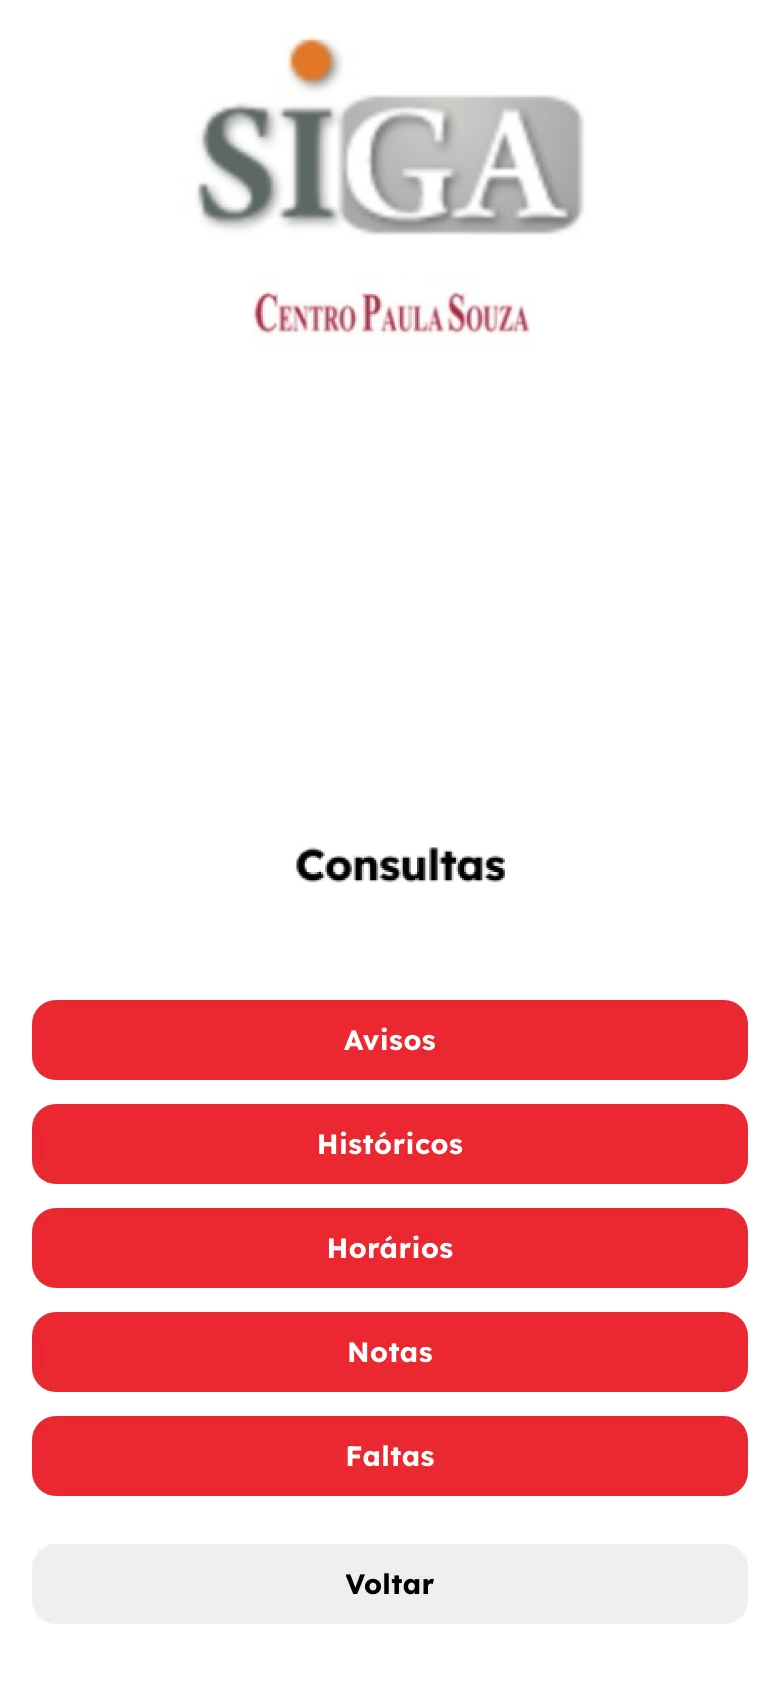 SIGA
CENTRO PAULA SOUZA
Consultas
Avisos
Históricos
Horários
Notas
Faltas
Voltar